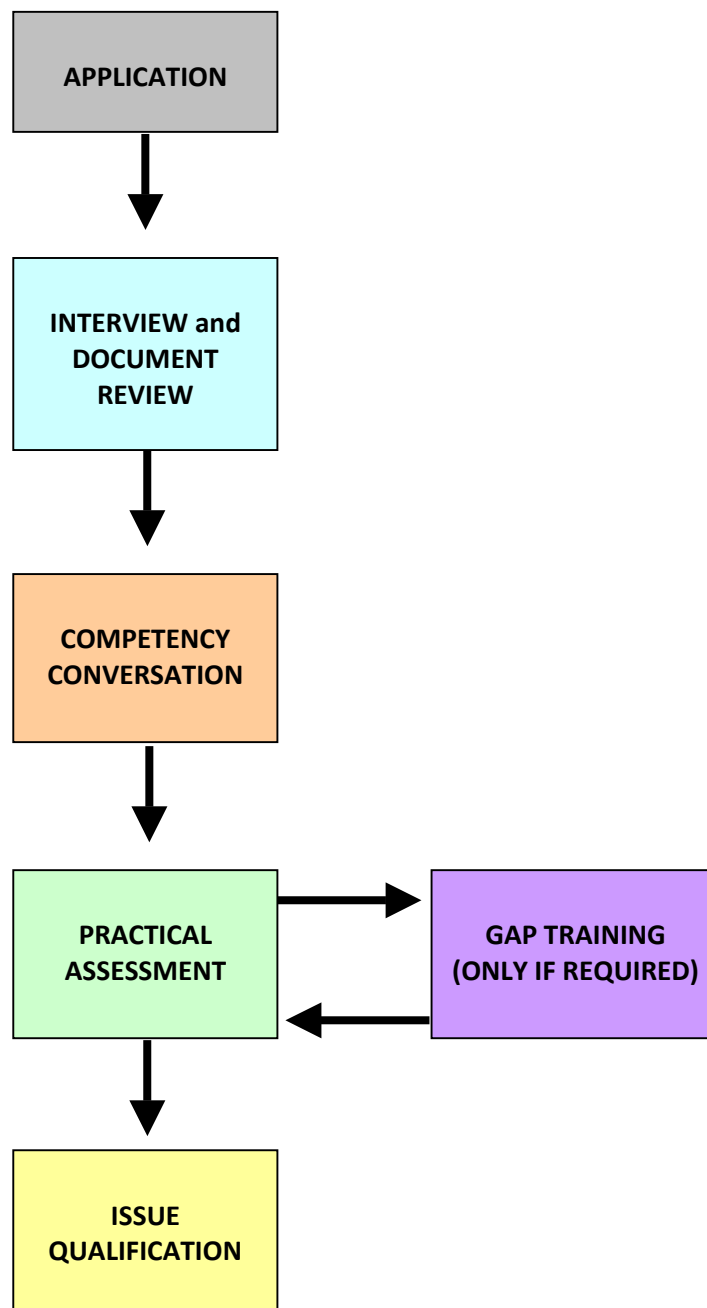 APPLICATION
INTERVIEW and
DOCUMENT
REVIEW
COMPETENCY
CONVERSATION
PRACTICAL
ASSESSMENT
GAP TRAINING
(ONLY IF REQUIRED)
ISSUE
QUALIFICATION